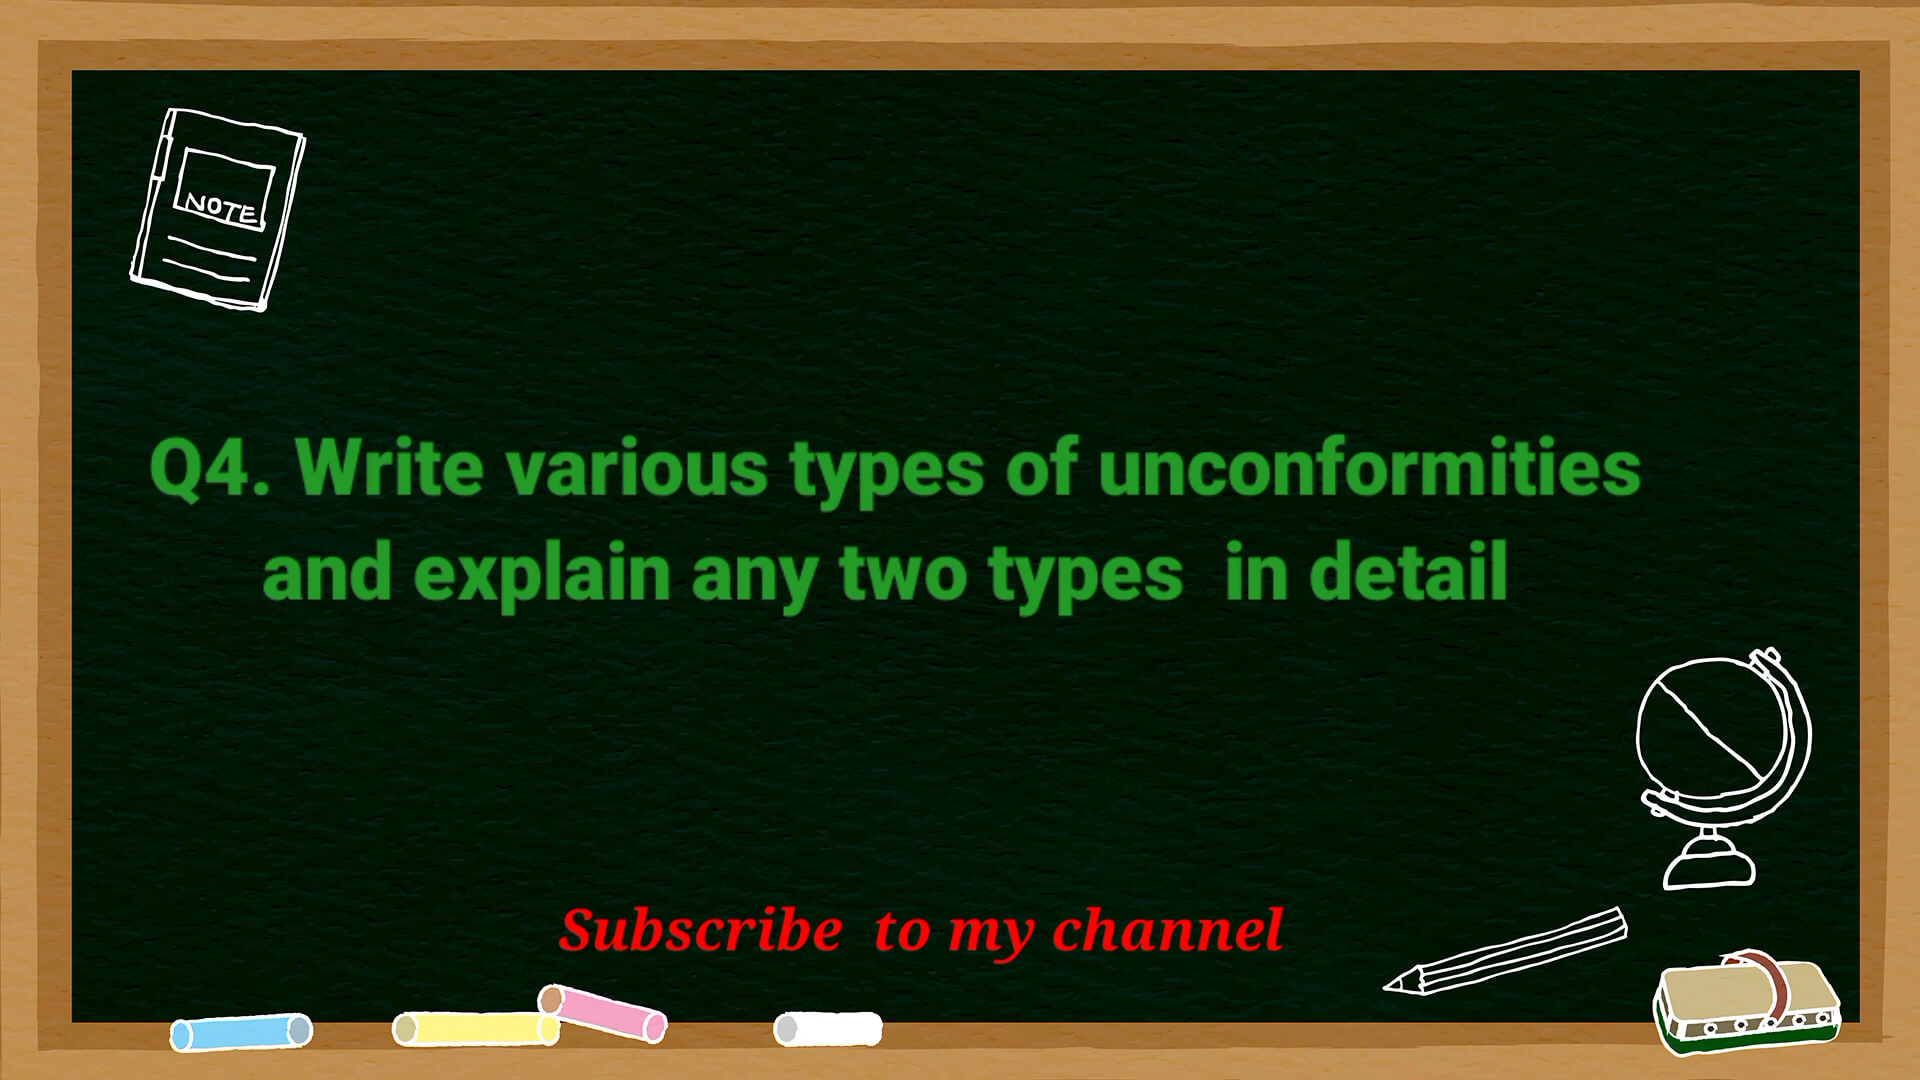 NOTE
Q4. Write various types of unconformities
and explain any two types  in detail
Subscribe  to my channel